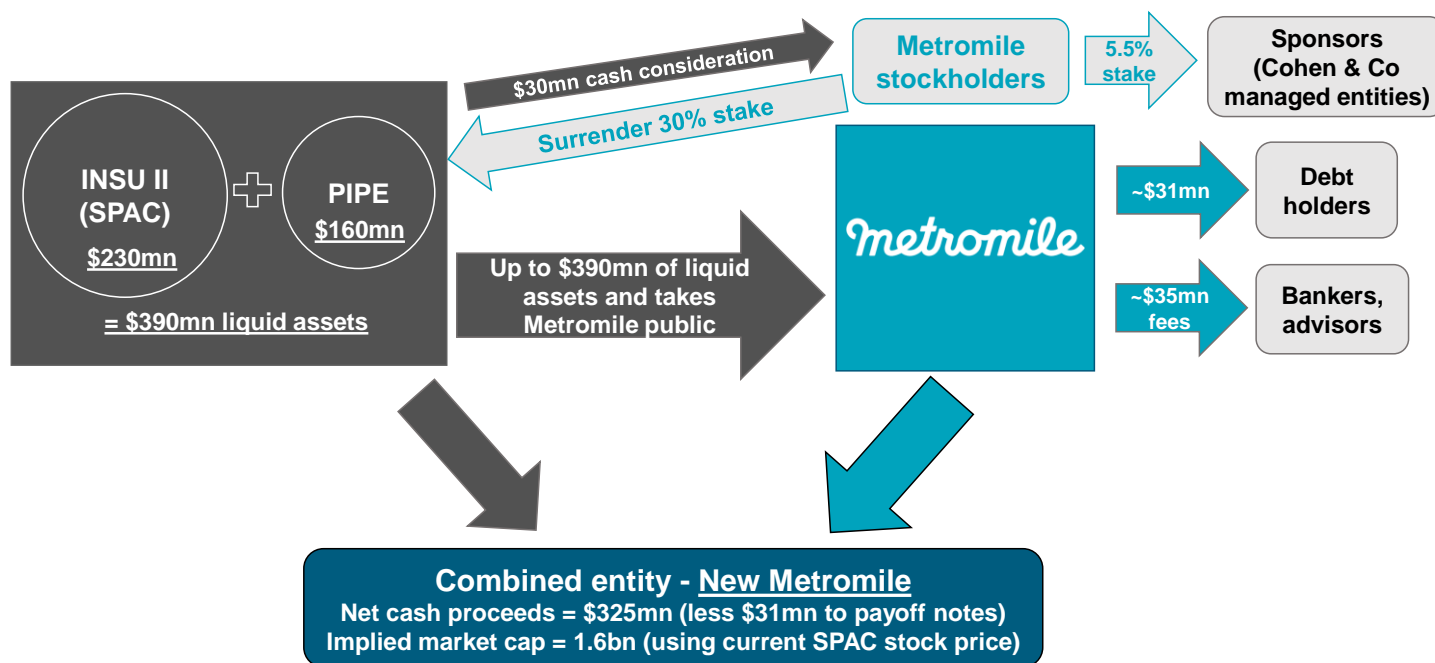 INSU II
(SPAC)
$230mn
PIPE
$160mn
= $390mn liquid assets
$30mn cash consideration
Surrender 30% stake
Metromile
stockholders
5.5%
stake
Sponsors
(Cohen & Co
managed entities)
Up to $390mn of liquid
assets and takes
Metromile public
metromile
~$31mn
Debt
holders
~$35mn
fees
Bankers,
advisors
Combined entity - New Metromile
Net cash proceeds = $325mn (less $31mn to payoff notes)
Implied market cap = 1.6bn (using current SPAC stock price)